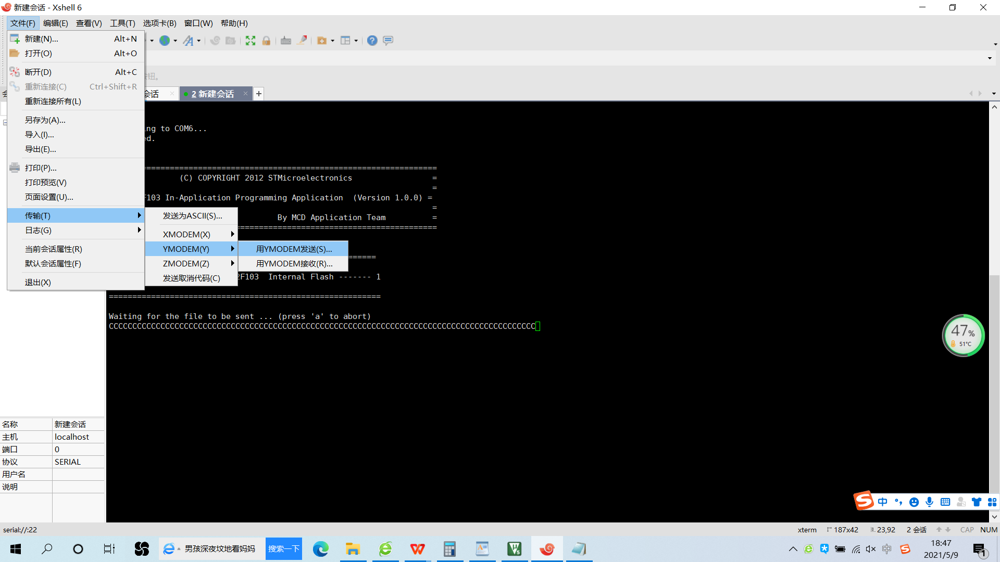 新建会话 - Xshell 6
文件(F) 编辑(E) 查看(V) 工具(T) 选项卡(B) 窗口(W) 帮助(H)
新建(N)... Alt+N
打开(O) Alt+O
断开(D) Alt+C
重新连接(C) Ctrl+Shift+R
重新连接所有(L)
另存为(A)...
导入(I)...
导出(E)...
打印(P)...
打印预览(V)
页面设置(U)...
传输(T)
日志(G)
当前会话属性(R)
默认会话属性(F)
退出(X)
发送为ASCII(S)...
XMODEM(X)
YMODEM(Y)
ZMODEM(Z)
发送取消代码(C)
用YMODEM发送(S)...
用YMODEM接收(R)...
钮。
会话 × 2 新建会话 × +
ng to COM6...
ed.
==============================================================
(C) COPYRIGHT 2012 STMicroelectronics =
=
F103 In-Application Programming Application (Version 1.0.0) =
=
By MCD Application Team =
===========================================
======
2F103 Internal Flash ------- 1
==========================================================
Waiting for the file to be sent ... (press 'a' to abort)
CCCCCCCCCCCCCCCCCCCCCCCCCCCCCCCCCCCCCCCCCCCCCCCCCCCCCCCCCCCCCCCCCCCCCCCCCCCCCCCCCCCCCCCCCCC
47%
51°C
名称 新建会话
主机 localhost
端口 0
协议 SERIAL
用户名
说明
中
serial://:22
xterm 187x42 23,92 2 会话 CAP NUM
男孩深夜坟地看妈妈 搜索一下
中
18:47
2021/5/9
1